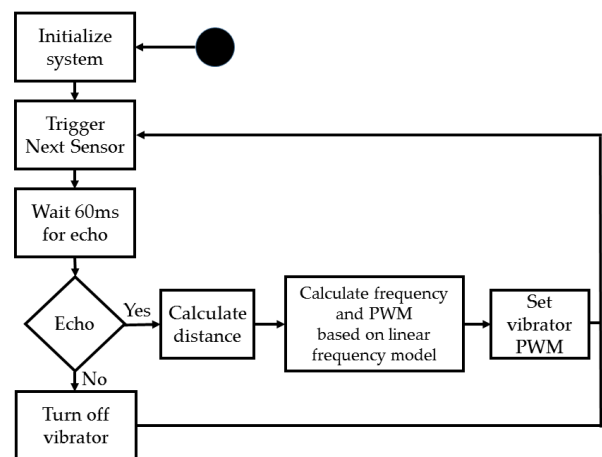 Initialize
system
Trigger
Next Sensor
Wait 60ms
for echo
Echo
Yes
Calculate
distance
Calculate frequency
and PWM
based on linear
frequency model
Set
vibrator
PWM
No
Turn off
vibrator